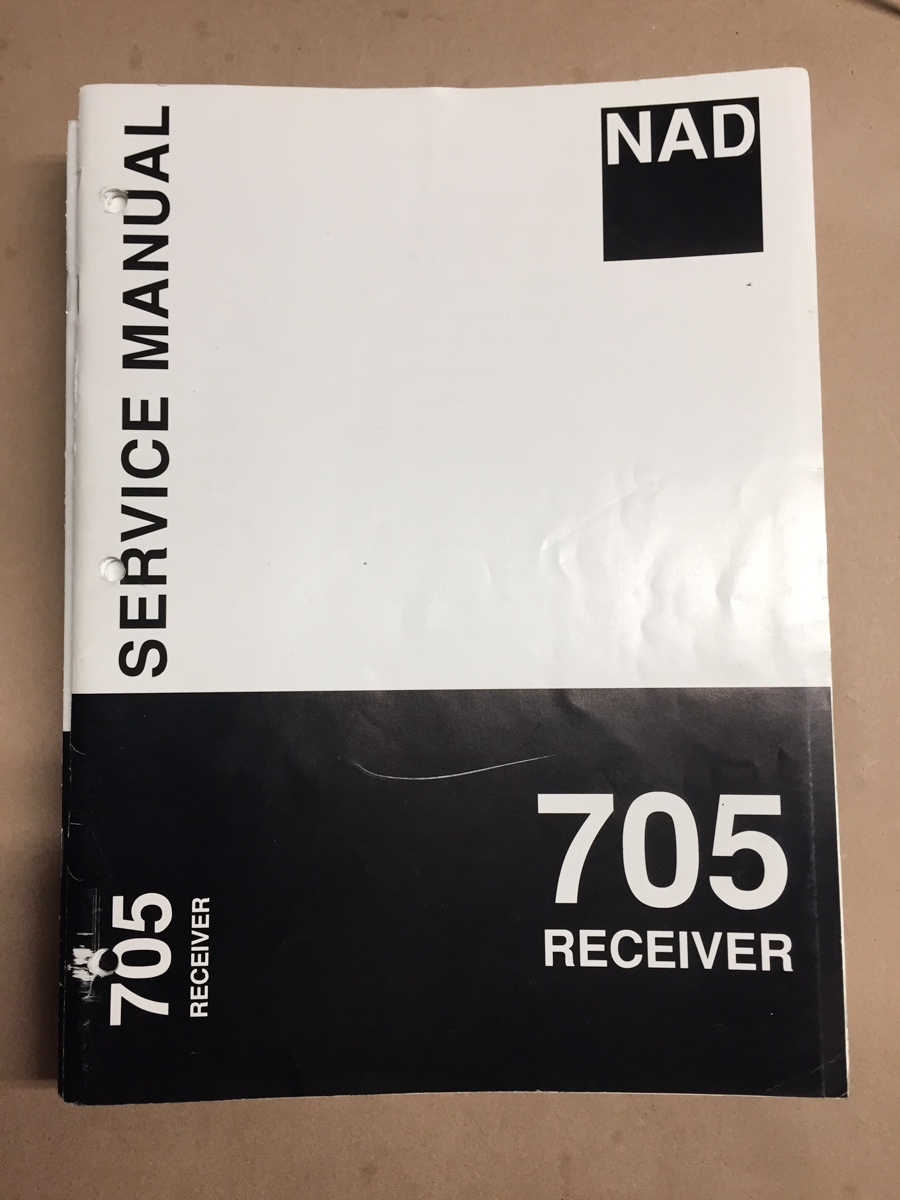 NAD
SERVICE MANUAL
705
RECEIVER
705
RECEIVER